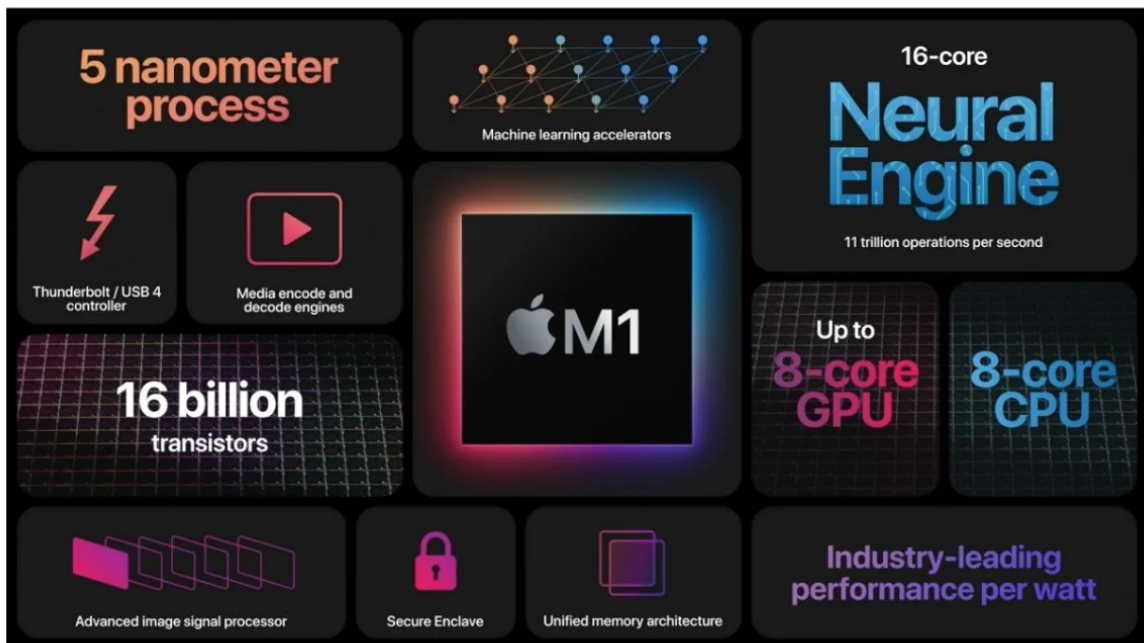 5 nanometer
process
Machine learning accelerators
16-core
Neural
Engine
11 trillion operations per second
Thunderbolt / USB 4
controller
Media encode and
decode engines
M1
Up to
8-core
GPU
8-core
CPU
16 billion
transistors
Advanced image signal processor
Secure Enclave
Unified memory architecture
Industry-leading
performance per watt